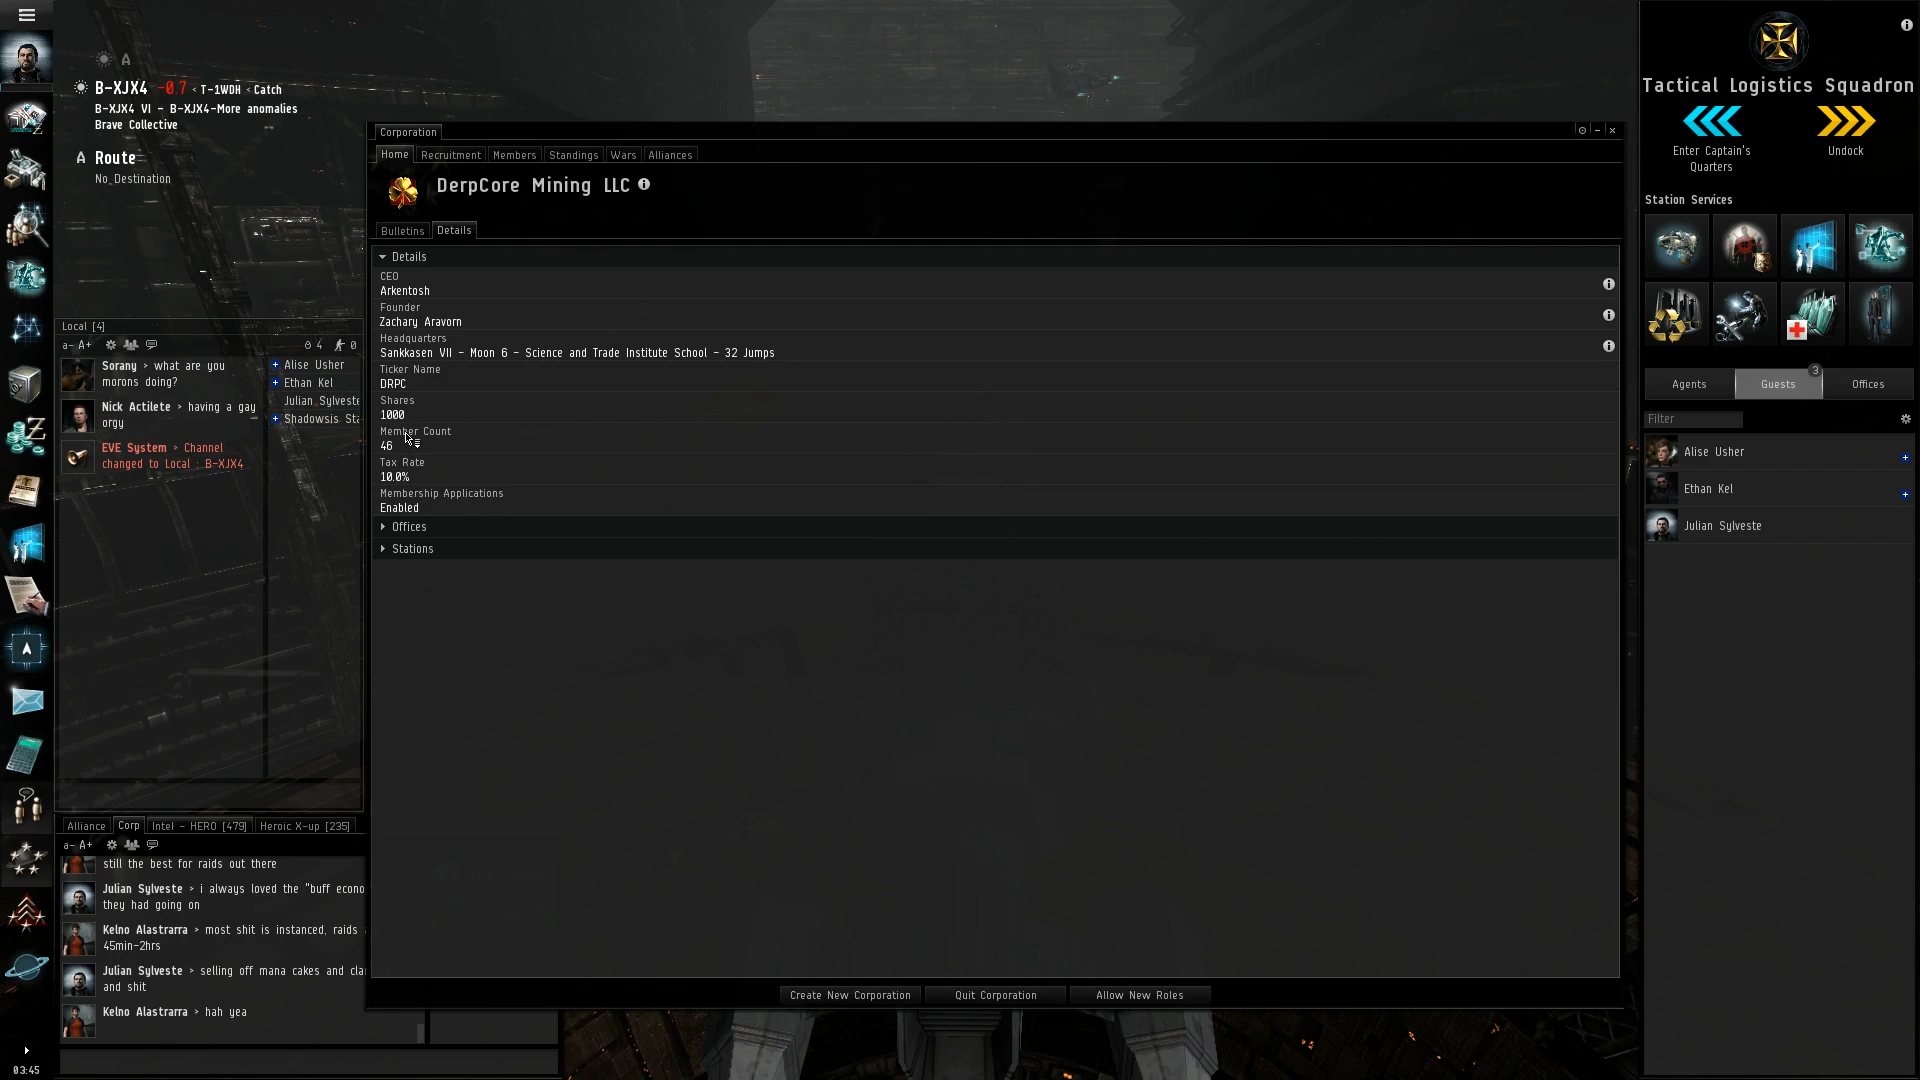 B-XJX4 -0.7 < T-1WDH < Catch
B-XJX4 VI - B-XJX4-More anomalies
Brave Collective
Route
No Destination
Local [4]
a- A+
4
0
Sorany > what are you
morons doing?
Nick Actilete > having a gay
orgy
EVE System > Channel
changed to Local : B-XJX4
Alise Usher
Ethan Kel
Julian Sylveste
Shadowsis Sta
Alliance
Corp
Intel - HERO [479]
Heroic X-up [235]
a- A+
still the best for raids out there
Julian Sylveste > i always loved the "buff econo
they had going on
Kelno Alastrarra > most shit is instanced, raids
45min-2hrs
Julian Sylveste > selling off mana cakes and cla
and shit
Kelno Alastrarra > hah yea
03:45
Corporation
Home
Recruitment
Members
Standings
Wars
Alliances
DerpCore Mining LLC
Bulletins
Details
Details
CEO
Arkentosh
Founder
Zachary Aravorn
Headquarters
Sankkasen VII - Moon 6 - Science and Trade Institute School - 32 Jumps
Ticker Name
DRPC
Shares
1000
Member Count
46
Tax Rate
10.0%
Membership Applications
Enabled
Offices
Stations
Create New Corporation
Quit Corporation
Allow New Roles
Tactical Logistics Squadron
Enter Captain's
Quarters
Undock
Station Services
Agents
Guests
3
Offices
Filter
Alise Usher
Ethan Kel
Julian Sylveste